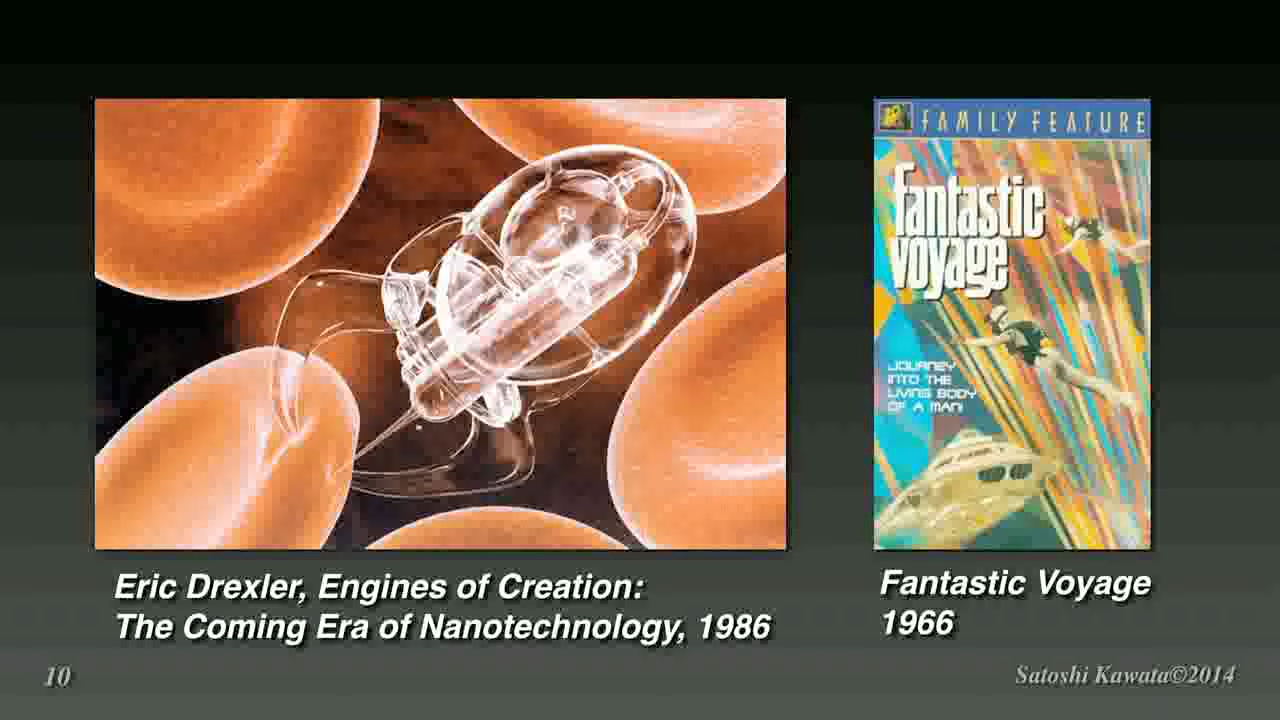 FAMILY FEATURE
fantastic
voyage
JOURNEY
INTO THE
LIVING BODY
OF A MAN!
Eric Drexler, Engines of Creation:
The Coming Era of Nanotechnology, 1986
Fantastic Voyage
1966
10
Satoshi Kawata©2014